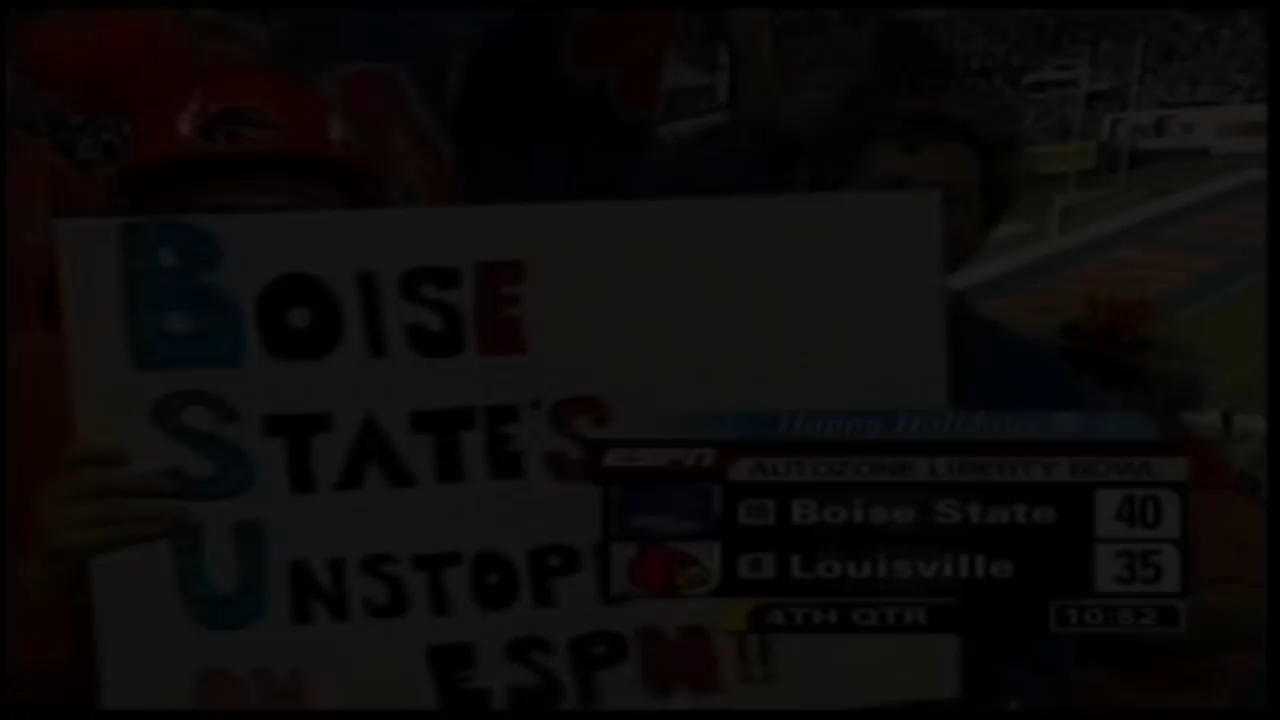 BOISE
STATE'S
UNSTOP
ON ESPN!!
Happy Holidays
ESPN
AUTOZONE LIBERTY BOWL
Boise State 40
Louisville 35
4TH QTR 10:52